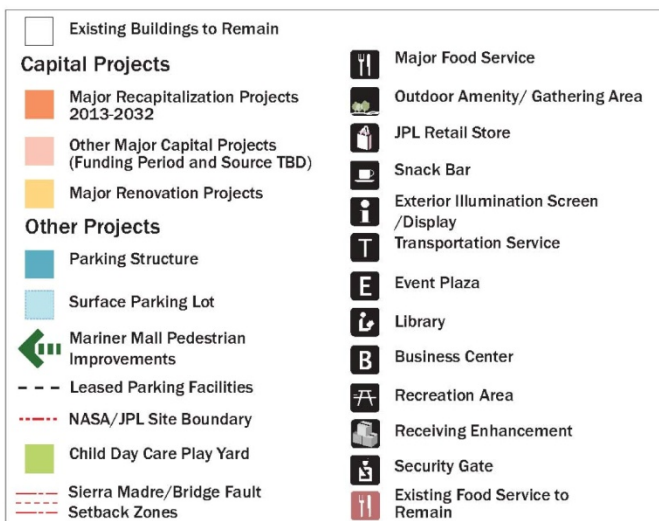 Existing Buildings to Remain
Capital Projects
Major Recapitalization Projects
2013-2032
Other Major Capital Projects
(Funding Period and Source TBD)
Major Renovation Projects
Other Projects
Parking Structure
Surface Parking Lot
Mariner Mall Pedestrian
Improvements
Leased Parking Facilities
NASA/JPL Site Boundary
Child Day Care Play Yard
Sierra Madre/Bridge Fault
Setback Zones
Major Food Service
Outdoor Amenity/ Gathering Area
JPL Retail Store
Snack Bar
i Exterior Illumination Screen
/Display
T Transportation Service
E Event Plaza
Library
B Business Center
Recreation Area
Receiving Enhancement
Security Gate
Existing Food Service to
Remain